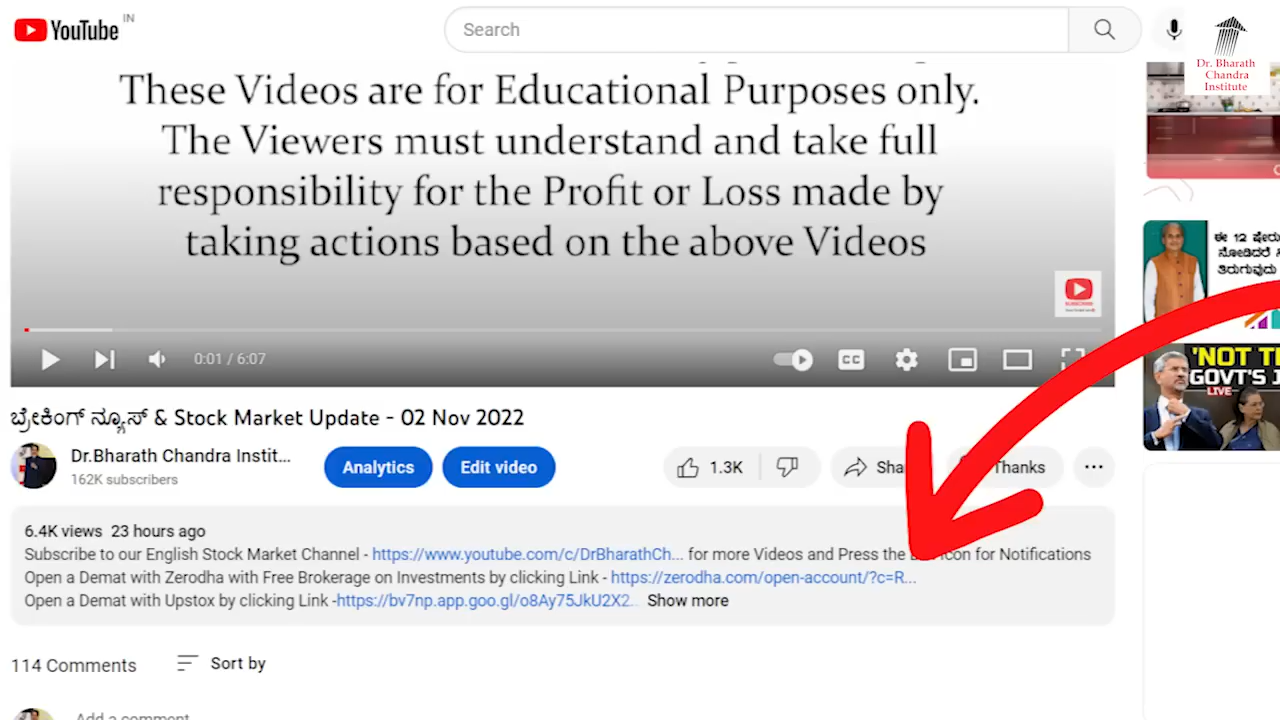 YouTube IN
Search
Dr. Bharath
Chandra
Institute
These Videos are for Educational Purposes only.
The Viewers must understand and take full
responsibility for the Profit or Loss made by
taking actions based on the above Videos
0:01 / 6:07
CC
ಈ 12 ಷೇರು
ನೋಡಿದರೆ
ತಿರುಗುವುದು
'NOT
GOVT'S
LIVE
ಬ್ರೇಕಿಂಗ್ ನ್ಯೂಸ್ & Stock Market Update - 02 Nov 2022
Dr.Bharath Chandra Instit...
162K subscribers
Analytics
Edit video
1.3K
Thanks
6.4K views 23 hours ago
Subscribe to our English Stock Market Channel - https://www.youtube.com/c/DrBharathCh... for more Videos and Press the icon for Notifications
Open a Demat with Zerodha with Free Brokerage on Investments by clicking Link - https://zerodha.com/open-account/?c=R...
Open a Demat with Upstox by clicking Link -https://bv7np.app.goo.gl/o8Ay75JkU2X2.. Show more
114 Comments
Sort by
Add a comment